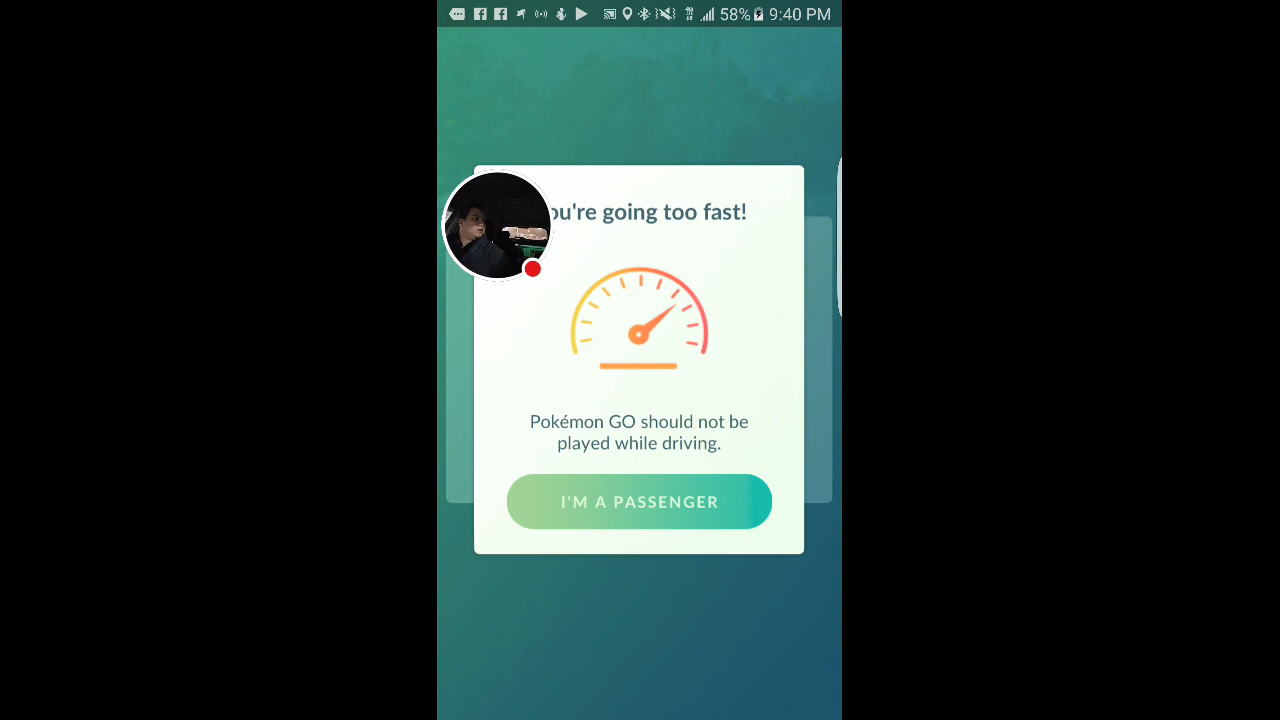 58% 9:40 PM
ou're going too fast!
Pokémon GO should not be
played while driving.
I'M A PASSENGER